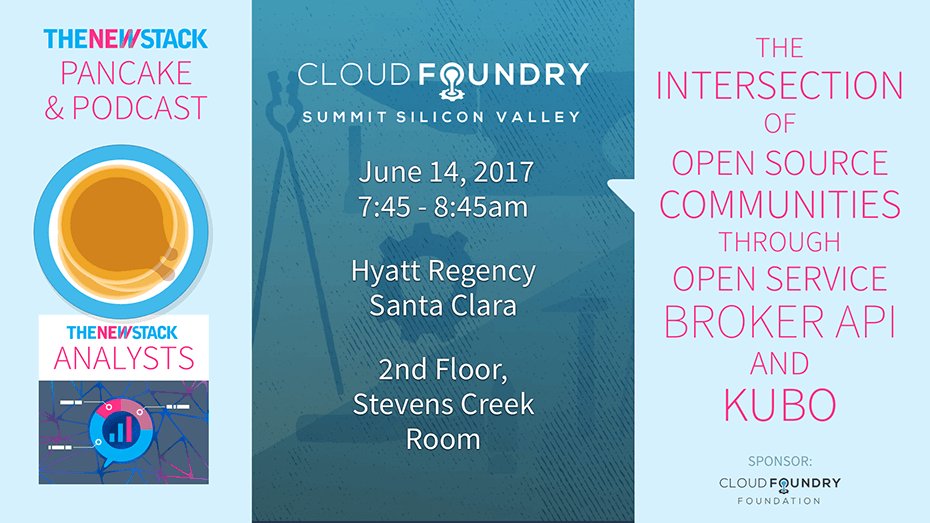 THENEWSTACK
PANCAKE
& PODCAST
THENEWSTACK
ANALYSTS
CLOUD FOUNDRY
SUMMIT SILICON VALLEY
June 14, 2017
7:45 - 8:45am
Hyatt Regency
Santa Clara
2nd Floor,
Stevens Creek
Room
THE
INTERSECTION
OF
OPEN SOURCE
COMMUNITIES
THROUGH
OPEN SERVICE
BROKER API
AND
KUBO
SPONSOR:
CLOUD FOUNDRY
FOUNDATION